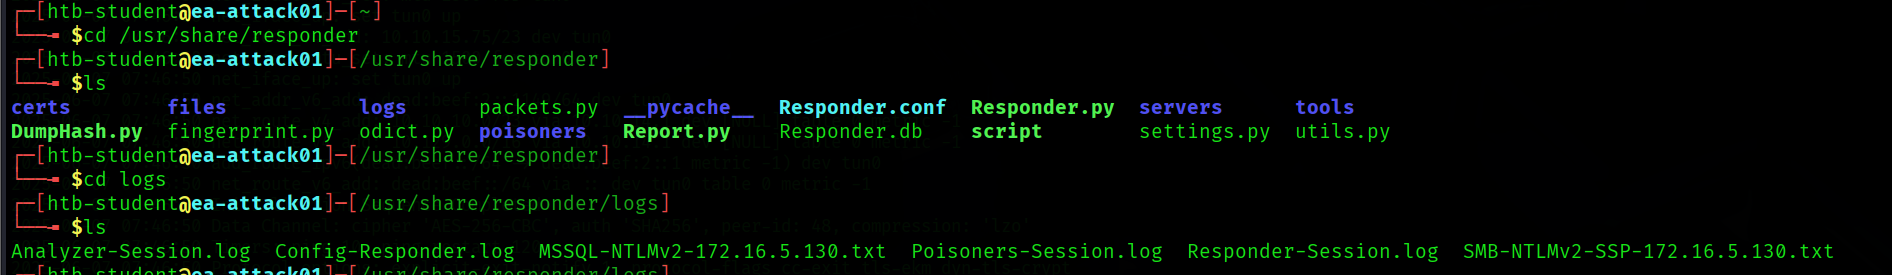 ┌─[htb-student@ea-attack01]─[~]
└──╼ $cd /usr/share/responder
┌─[htb-student@ea-attack01]─[/usr/share/responder]
└──╼ $ls
certs files logs packets.py __pycache__ Responder.conf Responder.py servers tools
DumpHash.py fingerprint.py odict.py poisoners Report.py Responder.db script settings.py utils.py
┌─[htb-student@ea-attack01]─[/usr/share/responder]
└──╼ $cd logs
┌─[htb-student@ea-attack01]─[/usr/share/responder/logs]
└──╼ $ls
Analyzer-Session.log Config-Responder.log MSSQL-NTLMv2-172.16.5.130.txt Poisoners-Session.log Responder-Session.log SMB-NTLMv2-SSP-172.16.5.130.txt
┌─[htb-student@ea-attack01]─[/usr/share/responder/logs]